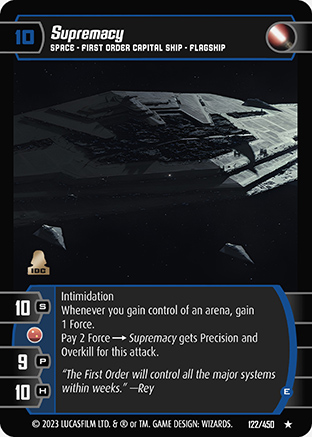 10 Supremacy
SPACE - FIRST ORDER CAPITAL SHIP - FLAGSHIP
IDC
10 S
9 P
10 H
Intimidation
Whenever you gain control of an arena, gain
1 Force.
Pay 2 Force → Supremacy gets Precision and
Overkill for this attack.
"The First Order will control all the major systems
within weeks." —Rey
E
© 2023 LUCASFILM LTD. & ® or TM. GAME DESIGN: WIZARDS. 122/450 ★